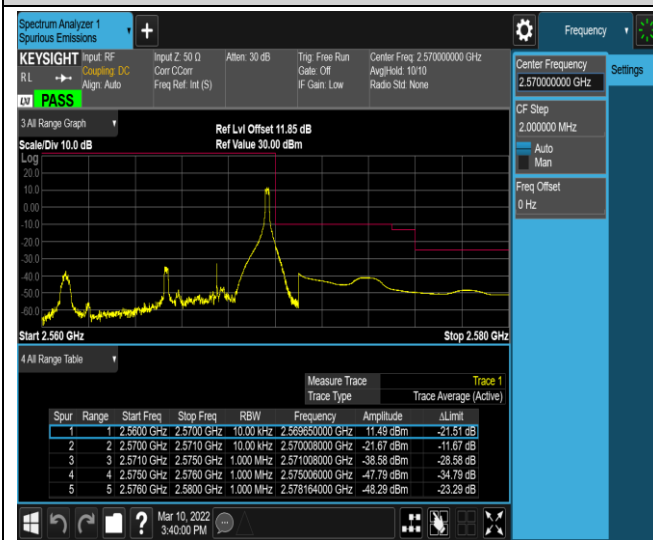 Spectrum Analyzer 1
Spurious Emissions
+
Frequency
KEYSIGHT Input: RF Input Z: 50 Ω Atten: 30 dB Trig: Free Run Center Freq: 2.570000000 GHz
RL Coupling: DC Corr CCorr Gate: Off Avg|Hold: 10/10
Align: Auto Freq Ref: Int (S) IF Gain: Low Radio Std: None
LXI PASS
Center Frequency
2.570000000 GHz
Settings
CF Step
2.000000 MHz
Auto
Man
Freq Offset
0 Hz
3 All Range Graph
Ref Lvl Offset 11.85 dB
Scale/Div 10.0 dB Ref Value 30.00 dBm
Log
20.0
10.0
0.00
-10.0
-20.0
-30.0
-40.0
-50.0
-60.0
Start 2.560 GHz Stop 2.580 GHz
4 All Range Table
Measure Trace Trace 1
Trace Type Trace Average (Active)
Spur Range Start Freq Stop Freq RBW Frequency Amplitude ΔLimit
1 1 2.5600 GHz 2.5700 GHz 10.00 kHz 2.569650000 GHz 11.49 dBm -21.51 dB
2 2 2.5700 GHz 2.5710 GHz 10.00 kHz 2.570008000 GHz -21.67 dBm -11.67 dB
3 3 2.5710 GHz 2.5750 GHz 1.000 MHz 2.571008000 GHz -38.58 dBm -28.58 dB
4 4 2.5750 GHz 2.5760 GHz 1.000 MHz 2.575006000 GHz -47.79 dBm -34.79 dB
5 5 2.5760 GHz 2.5800 GHz 1.000 MHz 2.578164000 GHz -48.29 dBm -23.29 dB
? Mar 10, 2022
3:40:00 PM